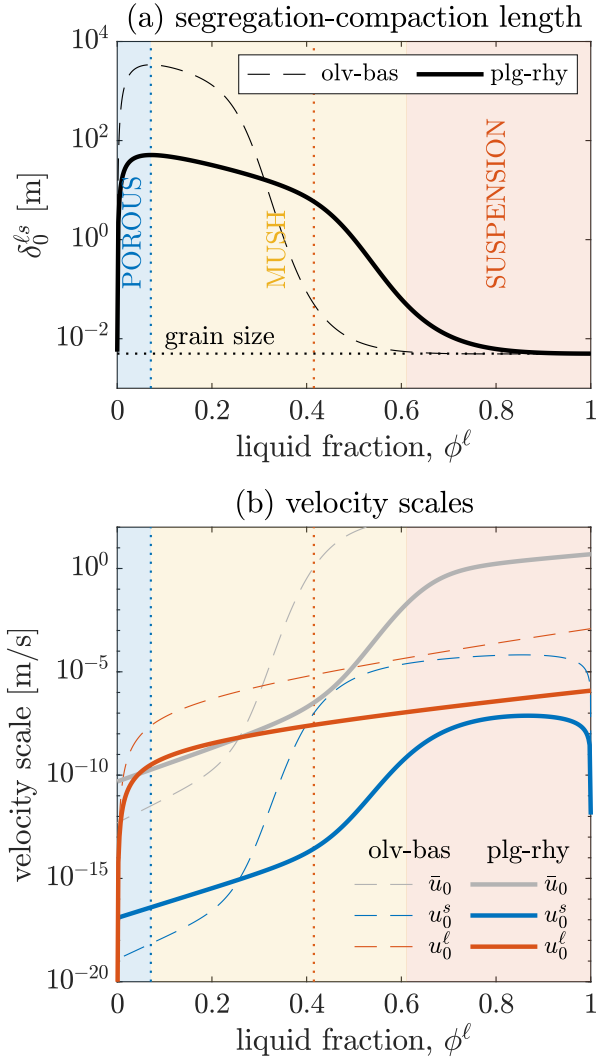 (a) segregation-compaction length
olv-bas
plg-rhy
10^4
10^2
10^0
10^-2
δ_0^ℓs [m]
POROUS
MUSH
SUSPENSION
grain size
0 0.2 0.4 0.6 0.8 1
liquid fraction, ϕ^ℓ
(b) velocity scales
10^0
10^-5
10^-10
10^-15
10^-20
velocity scale [m/s]
olv-bas plg-rhy
ū_0 ū_0
u_0^s u_0^s
u_0^ℓ u_0^ℓ
0 0.2 0.4 0.6 0.8 1
liquid fraction, ϕ^ℓ